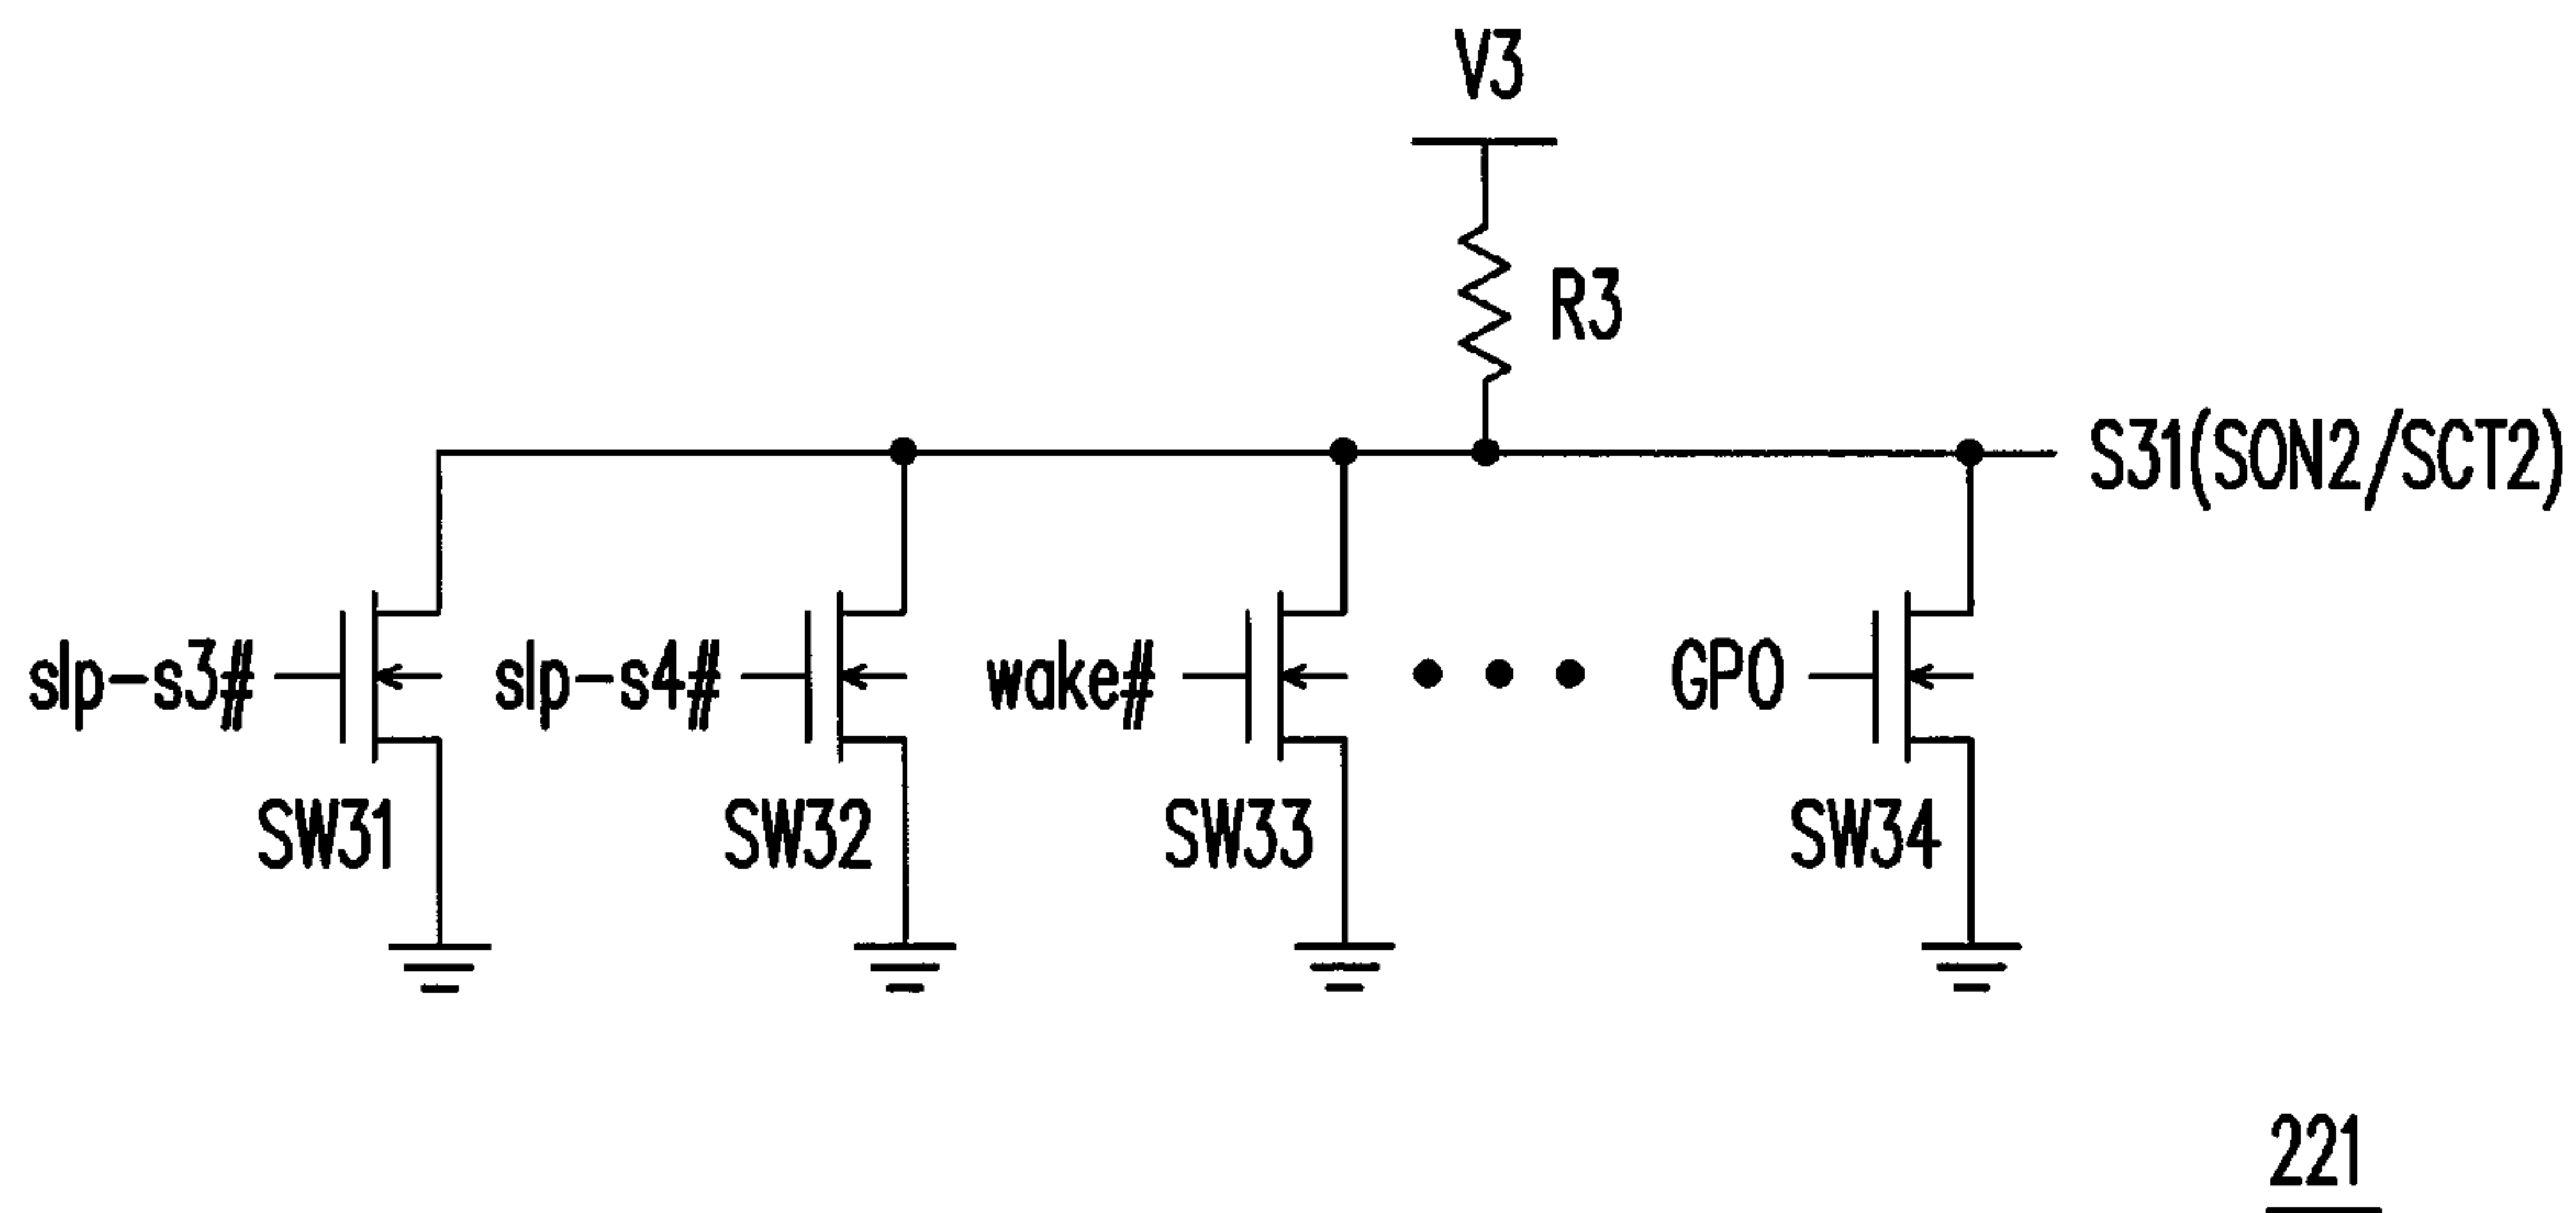 V3
R3
S31(SON2/SCT2)
slp-s3#
slp-s4#
wake#
GPO
SW31
SW32
SW33
SW34
221